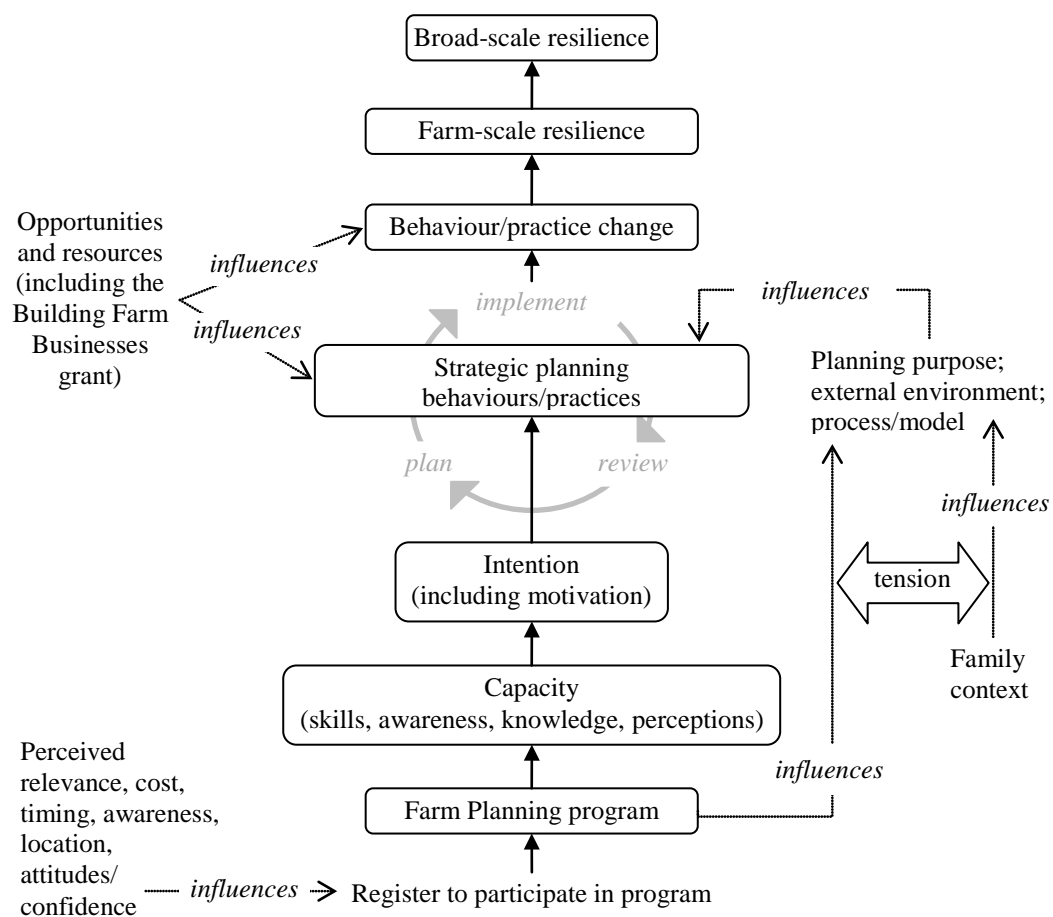 Broad-scale resilience
Farm-scale resilience
Behaviour/practice change
Opportunities
and resources
(including the
Building Farm
Businesses
grant)
influences
influences
implement
influences
Strategic planning
behaviours/practices
Planning purpose;
external environment;
process/model
plan
review
influences
Intention
(including motivation)
tension
Family
context
Capacity
(skills, awareness, knowledge, perceptions)
influences
Farm Planning program
Perceived
relevance, cost,
timing, awareness,
location,
attitudes/
confidence
influences
Register to participate in program